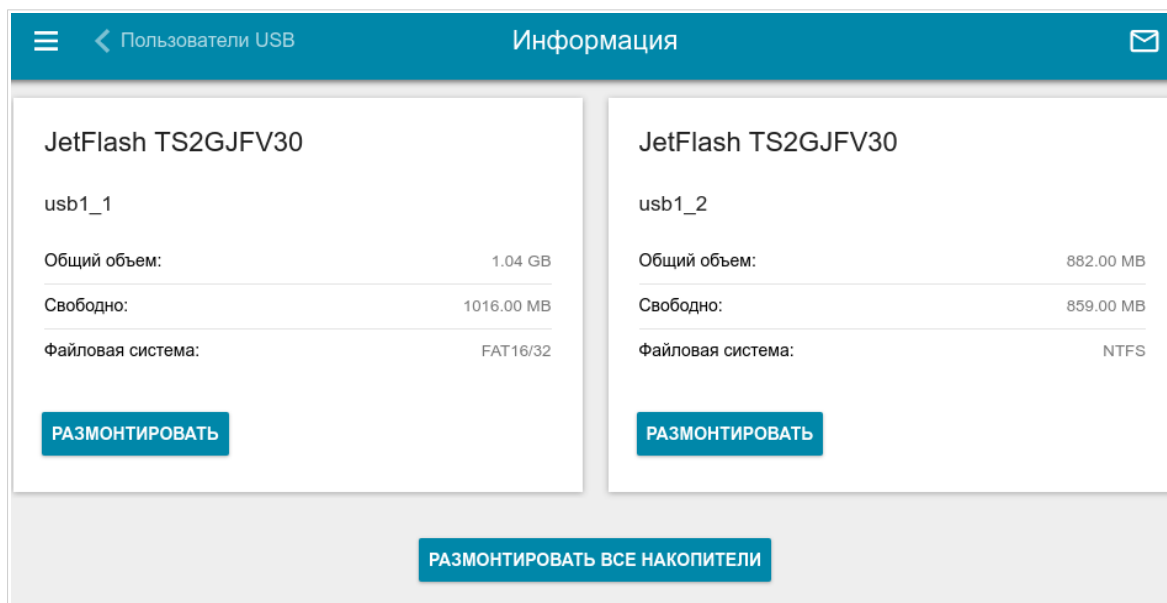 Пользователи USB
Информация
JetFlash TS2GJFV30
usb1_1
Общий объем: 1.04 GB
Свободно: 1016.00 MB
Файловая система: FAT16/32
РАЗМОНТИРОВАТЬ
JetFlash TS2GJFV30
usb1_2
Общий объем: 882.00 MB
Свободно: 859.00 MB
Файловая система: NTFS
РАЗМОНТИРОВАТЬ
РАЗМОНТИРОВАТЬ ВСЕ НАКОПИТЕЛИ